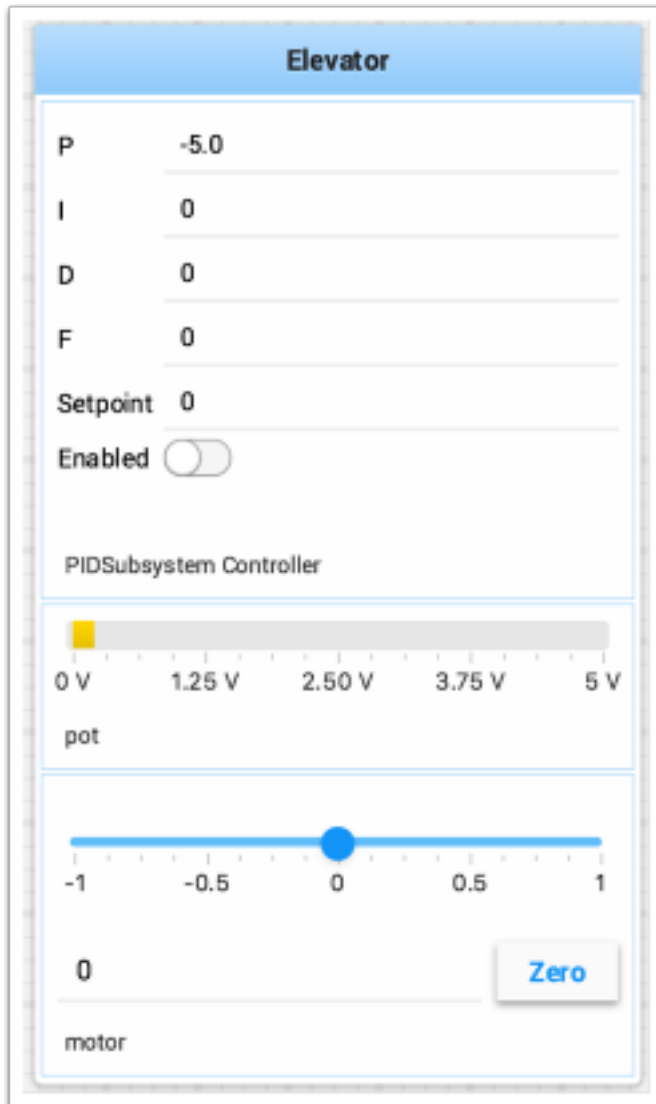 Elevator
P -5.0
I 0
D 0
F 0
Setpoint 0
Enabled
PIDSubsystem Controller
0 V 1.25 V 2.50 V 3.75 V 5 V
pot
-1 -0.5 0 0.5 1
0 Zero
motor